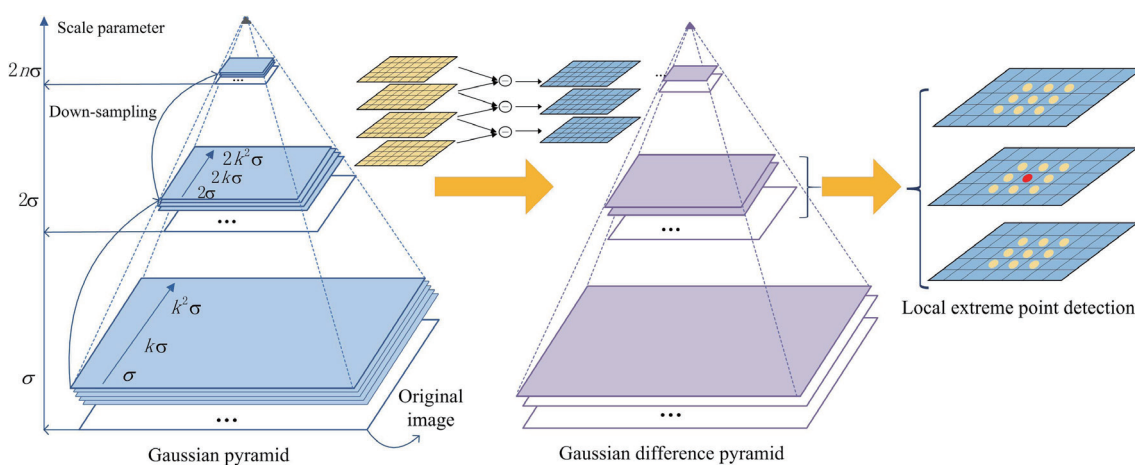 Scale parameter
2nσ
...
...
Down-sampling
2k²σ
2kσ
2σ
2σ
...
...
k²σ
kσ
σ
σ
...
...
Original
image
Local extreme point detection
Gaussian pyramid
Gaussian difference pyramid